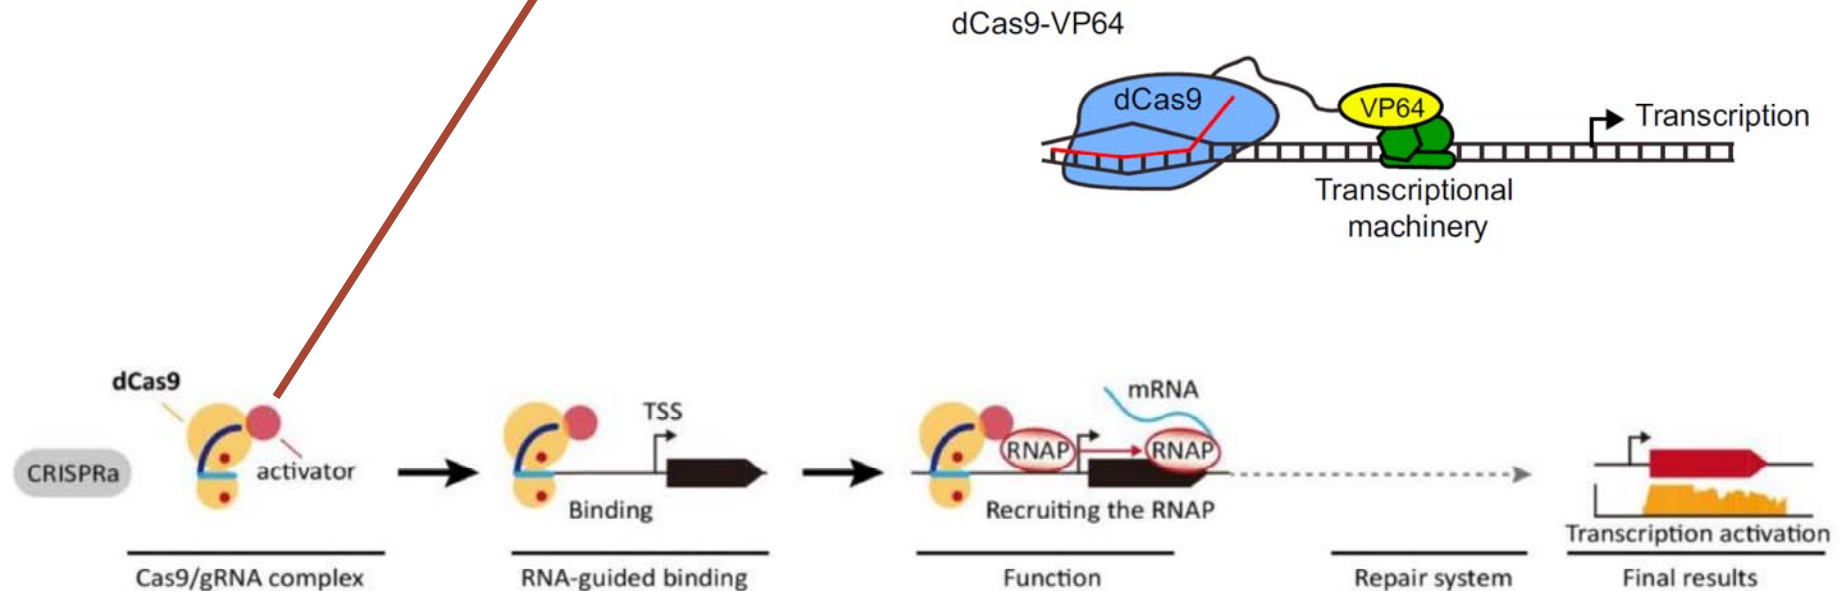 dCas9-VP64
dCas9
VP64
Transcription
Transcriptional
machinery
dCas9
CRISPRa
activator
TSS
Binding
mRNA
RNAP
RNAP
Recruiting the RNAP
Transcription activation
Cas9/gRNA complex
RNA-guided binding
Function
Repair system
Final results